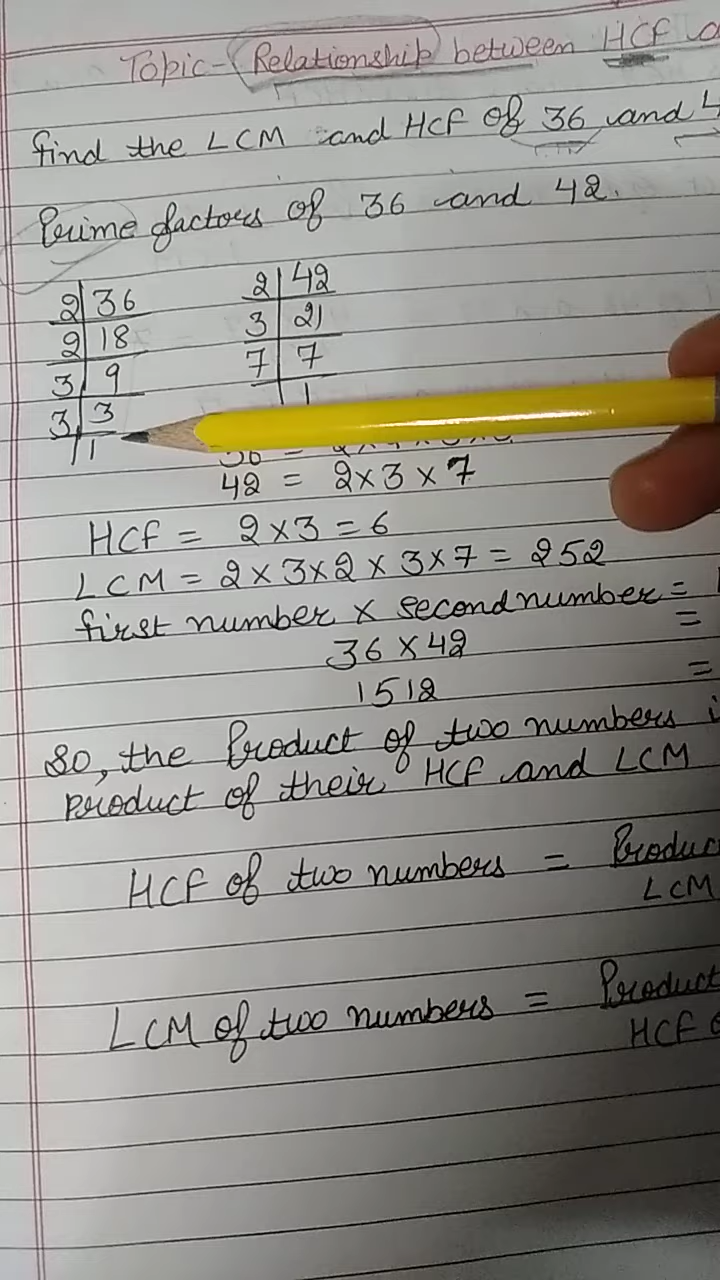 Topic - Relationship between HCF
find the LCM and HCF of 36 and 4
Prime factors of 36 and 42.
2 36
2 18
3 9
3 3
1
2 42
3 21
7 7
1
36 =
42 = 2 × 3 × 7
HCF = 2 × 3 = 6
LCM = 2 × 3 × 2 × 3 × 7 = 252
first number × second number =
36 × 42 =
1512 =
So, the Product of two numbers i
Product of their HCF and LCM
HCF of two numbers = Produc
LCM
LCM of two numbers = Product
HCF